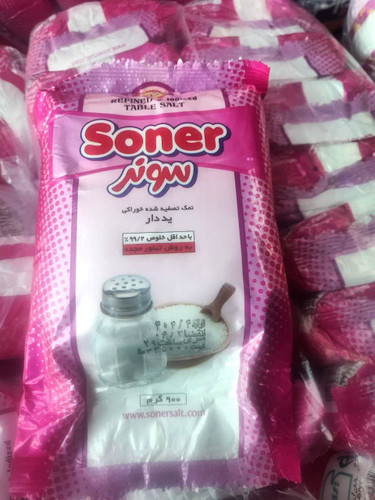 REFINED & Iodized
TABLE SALT
Soner
سونر
نمک تصفیه شده خوراکی
یددار
با حداقل خلوص ۹۹/۲٪
به روش تبلور مجدد
۹۰۰ گرم
www.sonersalt.com